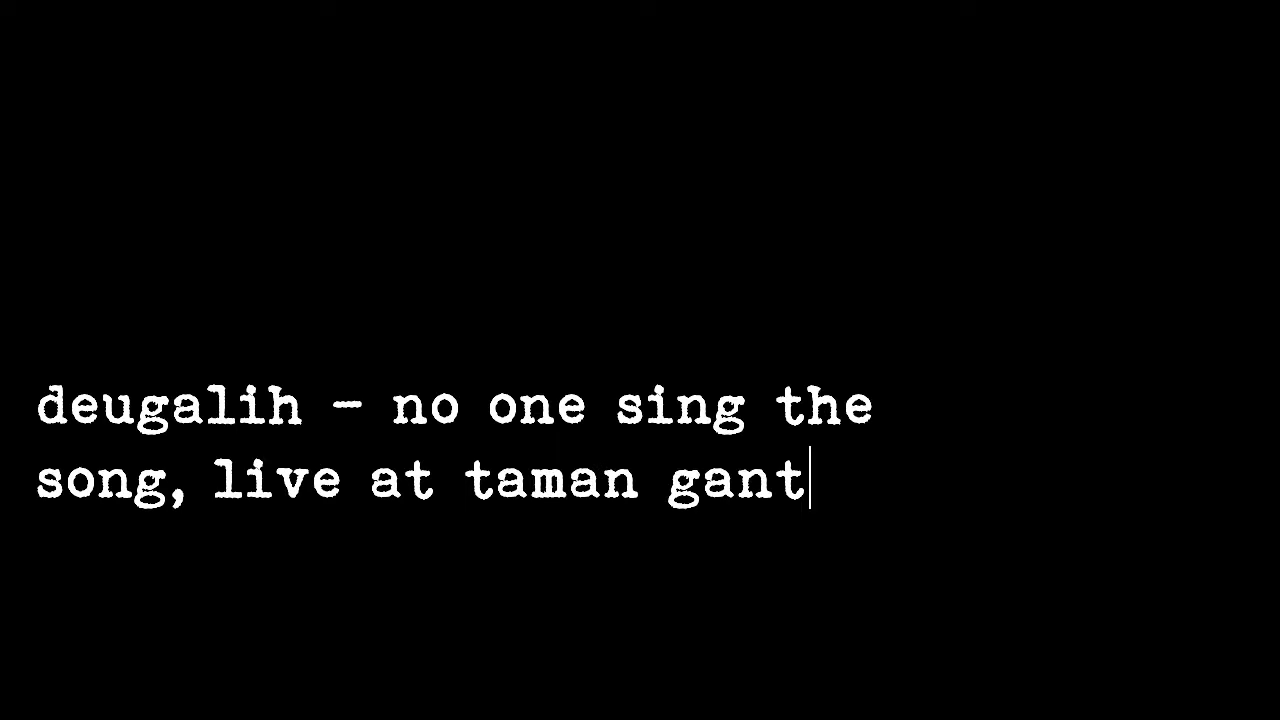 deugalih - no one sing the
song, live at taman gant